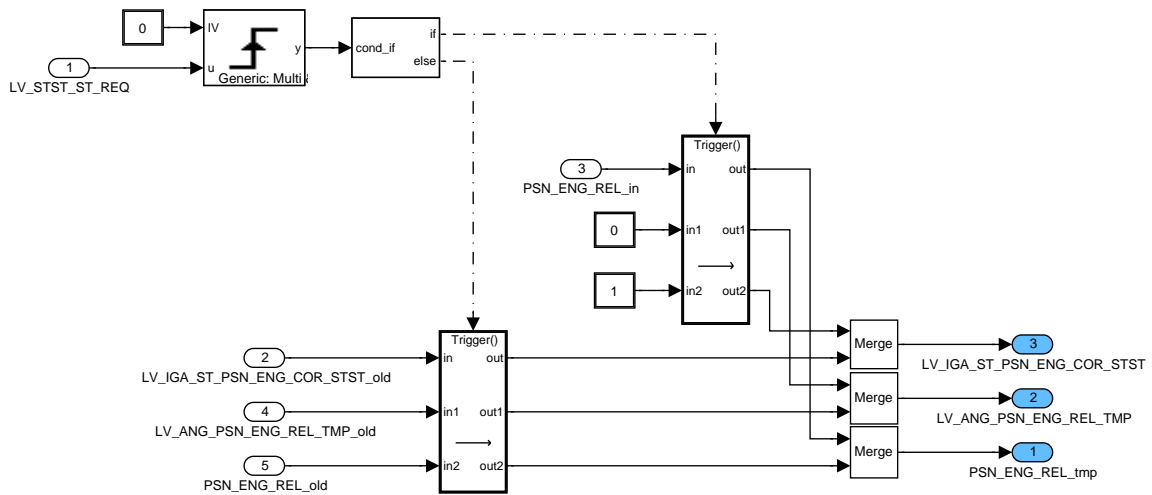 0
IV
y
u
Generic: Multi
1
LV_STST_ST_REQ
cond_if
if
else
Trigger()
3
in
out
PSN_ENG_REL_in
0
in1
out1
1
in2
out2
Trigger()
2
in
out
LV_IGA_ST_PSN_ENG_COR_STST_old
4
in1
out1
LV_ANG_PSN_ENG_REL_TMP_old
5
in2
out2
PSN_ENG_REL_old
Merge
3
LV_IGA_ST_PSN_ENG_COR_STST
Merge
2
LV_ANG_PSN_ENG_REL_TMP
Merge
1
PSN_ENG_REL_tmp